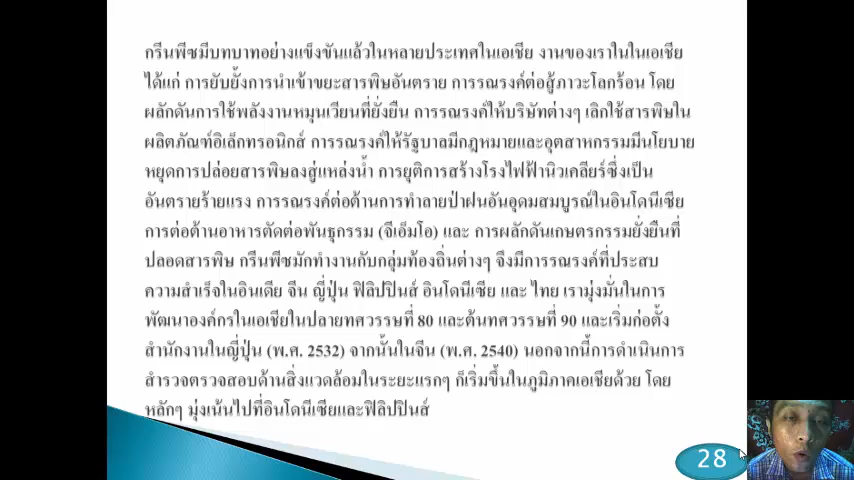 กรีนพีซมีบทบาทอย่างแข็งขันแล้วในหลายประเทศในเอเชีย งานของเราในในเอเชีย
ได้แก่ การยับยั้งการนำเข้าขยะสารพิษอันตราย การรณรงค์ต่อสู้ภาวะโลกร้อน โดย
ผลักดันการใช้พลังงานหมุนเวียนที่ยั่งยืน การรณรงค์ให้บริษัทต่างๆ เลิกใช้สารพิษใน
ผลิตภัณฑ์อิเล็กทรอนิกส์ การรณรงค์ให้รัฐบาลมีกฎหมายและอุตสาหกรรมมีนโยบาย
หยุดการปล่อยสารพิษลงสู่แหล่งน้ำ การยุติการสร้างโรงไฟฟ้านิวเคลียร์ซึ่งเป็น
อันตรายร้ายแรง การรณรงค์ต่อต้านการทำลายป่าฝนอันอุดมสมบูรณ์ในอินโดนีเซีย
การต่อต้านอาหารตัดต่อพันธุกรรม (จีเอ็มโอ) และ การผลักดันเกษตรกรรมยั่งยืนที่
ปลอดสารพิษ กรีนพีซมักทำงานกับกลุ่มท้องถิ่นต่างๆ จึงมีการรณรงค์ที่ประสบ
ความสำเร็จในอินเดีย จีน ญี่ปุ่น ฟิลิปปินส์ อินโดนีเซีย และ ไทย เรามุ่งมั่นในการ
พัฒนาองค์กรในเอเชียในปลายทศวรรษที่ 80 และต้นทศวรรษที่ 90 และเริ่มก่อตั้ง
สำนักงานในญี่ปุ่น (พ.ศ. 2532) จากนั้นในจีน (พ.ศ. 2540) นอกจากนี้การดำเนินการ
สำรวจตรวจสอบด้านสิ่งแวดล้อมในระยะแรกๆ ก็เริ่มขึ้นในภูมิภาคเอเชียด้วย โดย
หลักๆ มุ่งเน้นไปที่อินโดนีเซียและฟิลิปปินส์
28